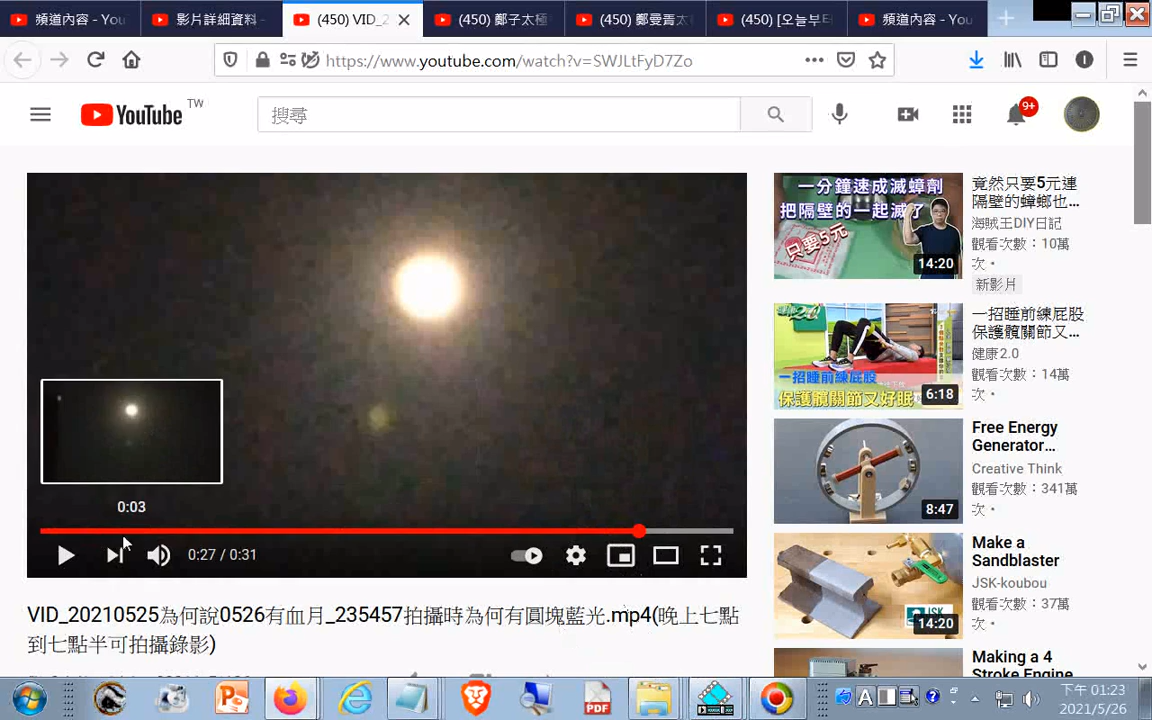 頻道內容 - You
影片詳細資料 -
(450) VID_2
(450) 鄭子太極
(450) 鄭曼青太
(450) [오늘부터
頻道內容 - You
https://www.youtube.com/watch?v=SWJLtFyD7Zo
YouTube TW
搜尋
9+
0:03
0:27 / 0:31
VID_20210525為何說0526有血月_235457拍攝時為何有圓塊藍光.mp4(晚上七點
到七點半可拍攝錄影)
一分鐘速成滅蟑劑
把隔壁的一起滅了
只要5元
14:20
竟然只要5元連
隔壁的蟑螂也...
海賊王DIY日記
觀看次數：10萬
次・
新影片
2.0
一招睡前練屁股
保護髖關節又好眠
6:18
一招睡前練屁股
保護髖關節又...
健康2.0
觀看次數：14萬
次・
8:47
Free Energy
Generator...
Creative Think
觀看次數：341萬
次・
JSK
14:20
Make a
Sandblaster
JSK-koubou
觀看次數：37萬
次・
Making a 4
Stroke Engine
PDF
A
下午 01:23
2021/5/26